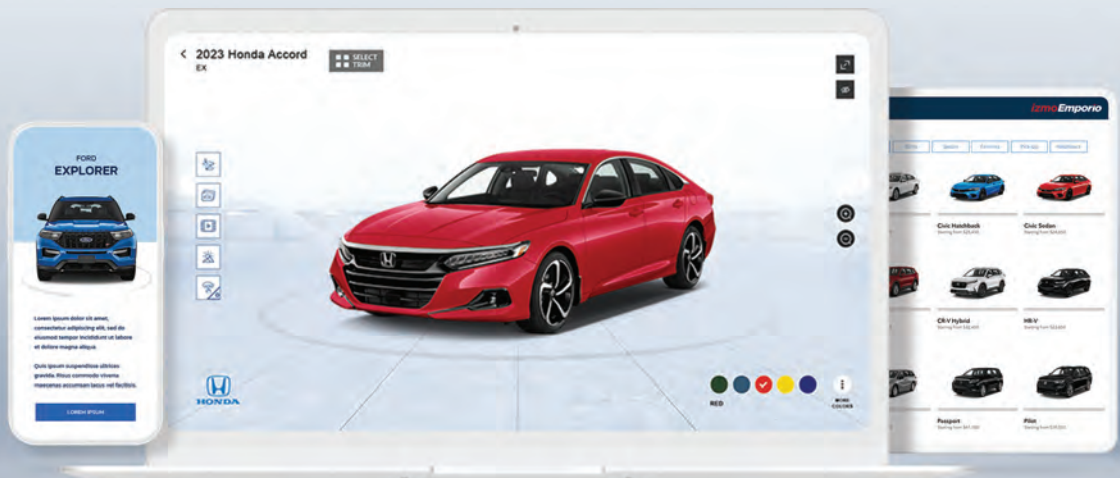 FORD
EXPLORER
Lorem ipsum dolor sit amet,
consectetur adipiscing elit, sed do
eiusmod tempor incididunt ut labore
et dolore magna aliqua.
Quis ipsum suspendisse ultrices
gravida. Risus commodo viverra
maecenas accumsan lacus vel facilisis.
LOREM IPSUM
2023 Honda Accord
EX
SELECT
TRIM
HONDA
RED
MORE
COLORS
izmoEmporio
Hatchback
Civic Hatchback
Civic Sedan
CR-V Hybrid
HR-V
Passport
Pilot